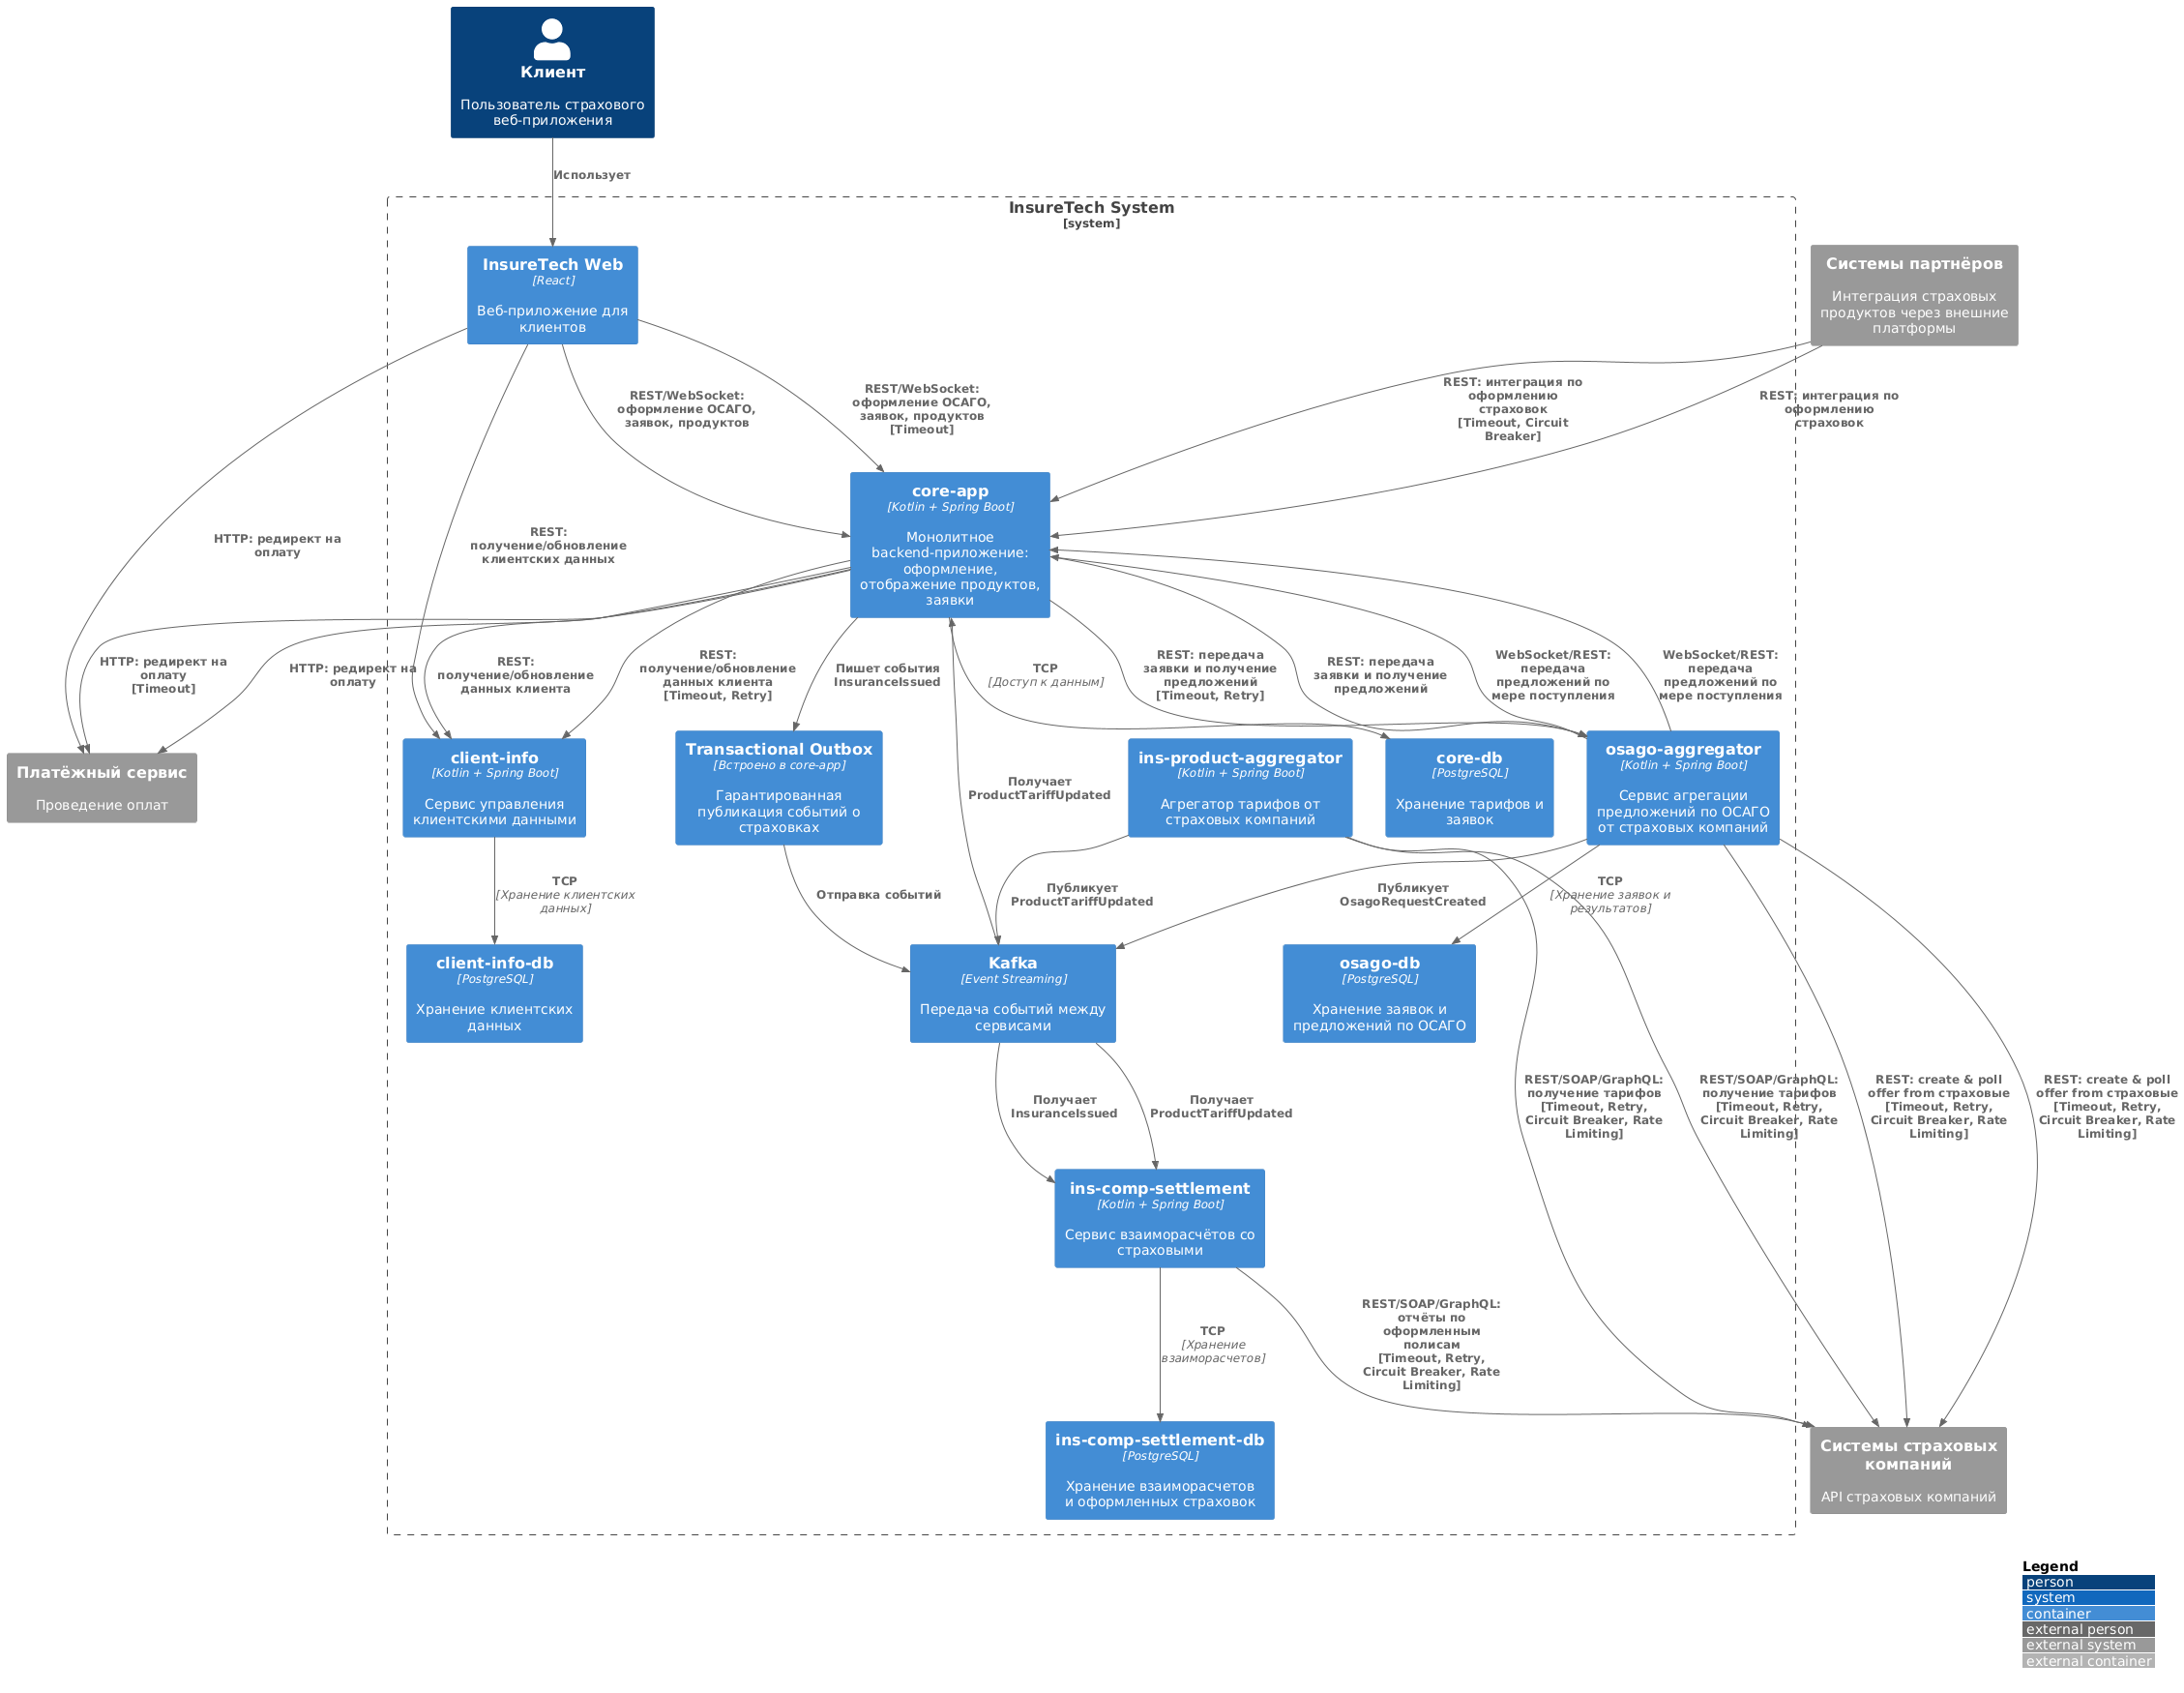 Клиент
Пользователь страхового
веб-приложения
Использует
InsureTech System
[system]
InsureTech Web
[React]
Веб-приложение для
клиентов
Системы партнёров
Интеграция страховых
продуктов через внешние
платформы
REST/WebSocket:
оформление ОСАГО,
заявок, продуктов
REST/WebSocket:
оформление ОСАГО,
заявок, продуктов
[Timeout]
REST: интеграция по
оформлению
страховок
[Timeout, Circuit
Breaker]
REST: интеграция по
оформлению
страховок
HTTP: редирект на
оплату
REST:
получение/обновление
клиентских данных
core-app
[Kotlin + Spring Boot]
Монолитное
backend-приложение:
оформление,
отображение продуктов,
заявки
HTTP: редирект на
оплату
[Timeout]
HTTP: редирект на
оплату
REST:
получение/обновление
данных клиента
REST:
получение/обновление
данных клиента
[Timeout, Retry]
Пишет события
InsuranceIssued
TCP
[Доступ к данным]
REST: передача
заявки и получение
предложений
[Timeout, Retry]
REST: передача
заявки и получение
предложений
WebSocket/REST:
передача
предложений по
мере поступления
WebSocket/REST:
передача
предложений по
мере поступления
Платёжный сервис
Проведение оплат
client-info
[Kotlin + Spring Boot]
Сервис управления
клиентскими данными
Transactional Outbox
[Встроено в core-app]
Гарантированная
публикация событий о
страховках
Получает
ProductTariffUpdated
ins-product-aggregator
[Kotlin + Spring Boot]
Агрегатор тарифов от
страховых компаний
core-db
[PostgreSQL]
Хранение тарифов и
заявок
osago-aggregator
[Kotlin + Spring Boot]
Сервис агрегации
предложений по ОСАГО
от страховых компаний
TCP
[Хранение клиентских
данных]
Отправка событий
Публикует
ProductTariffUpdated
Публикует
OsagoRequestCreated
TCP
[Хранение заявок и
результатов]
client-info-db
[PostgreSQL]
Хранение клиентских
данных
Kafka
[Event Streaming]
Передача событий между
сервисами
osago-db
[PostgreSQL]
Хранение заявок и
предложений по ОСАГО
Получает
InsuranceIssued
Получает
ProductTariffUpdated
REST/SOAP/GraphQL:
получение тарифов
[Timeout, Retry,
Circuit Breaker, Rate
Limiting]
REST/SOAP/GraphQL:
получение тарифов
[Timeout, Retry,
Circuit Breaker, Rate
Limiting]
REST: create & poll
offer from страховые
[Timeout, Retry,
Circuit Breaker, Rate
Limiting]
REST: create & poll
offer from страховые
[Timeout, Retry,
Circuit Breaker, Rate
Limiting]
ins-comp-settlement
[Kotlin + Spring Boot]
Сервис взаиморасчётов со
страховыми
TCP
[Хранение
взаиморасчетов]
REST/SOAP/GraphQL:
отчёты по
оформленным
полисам
[Timeout, Retry,
Circuit Breaker, Rate
Limiting]
ins-comp-settlement-db
[PostgreSQL]
Хранение взаиморасчетов
и оформленных страховок
Системы страховых
компаний
API страховых компаний
Legend
person
system
container
external person
external system
external container